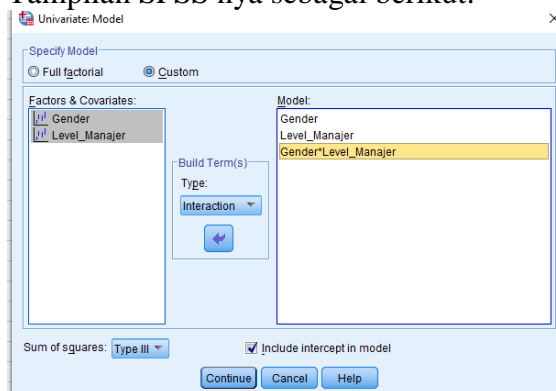 Tampilan SPSS nya sebagai berikut:
Univariate: Model
Specify Model
Full factorial
Custom
Factors & Covariates:
Model:
Gender
Level_Manajer
Build Term(s)
Type:
Interaction
Gender
Level_Manajer
Gender*Level_Manajer
Sum of squares:
Type III
Include intercept in model
Continue
Cancel
Help